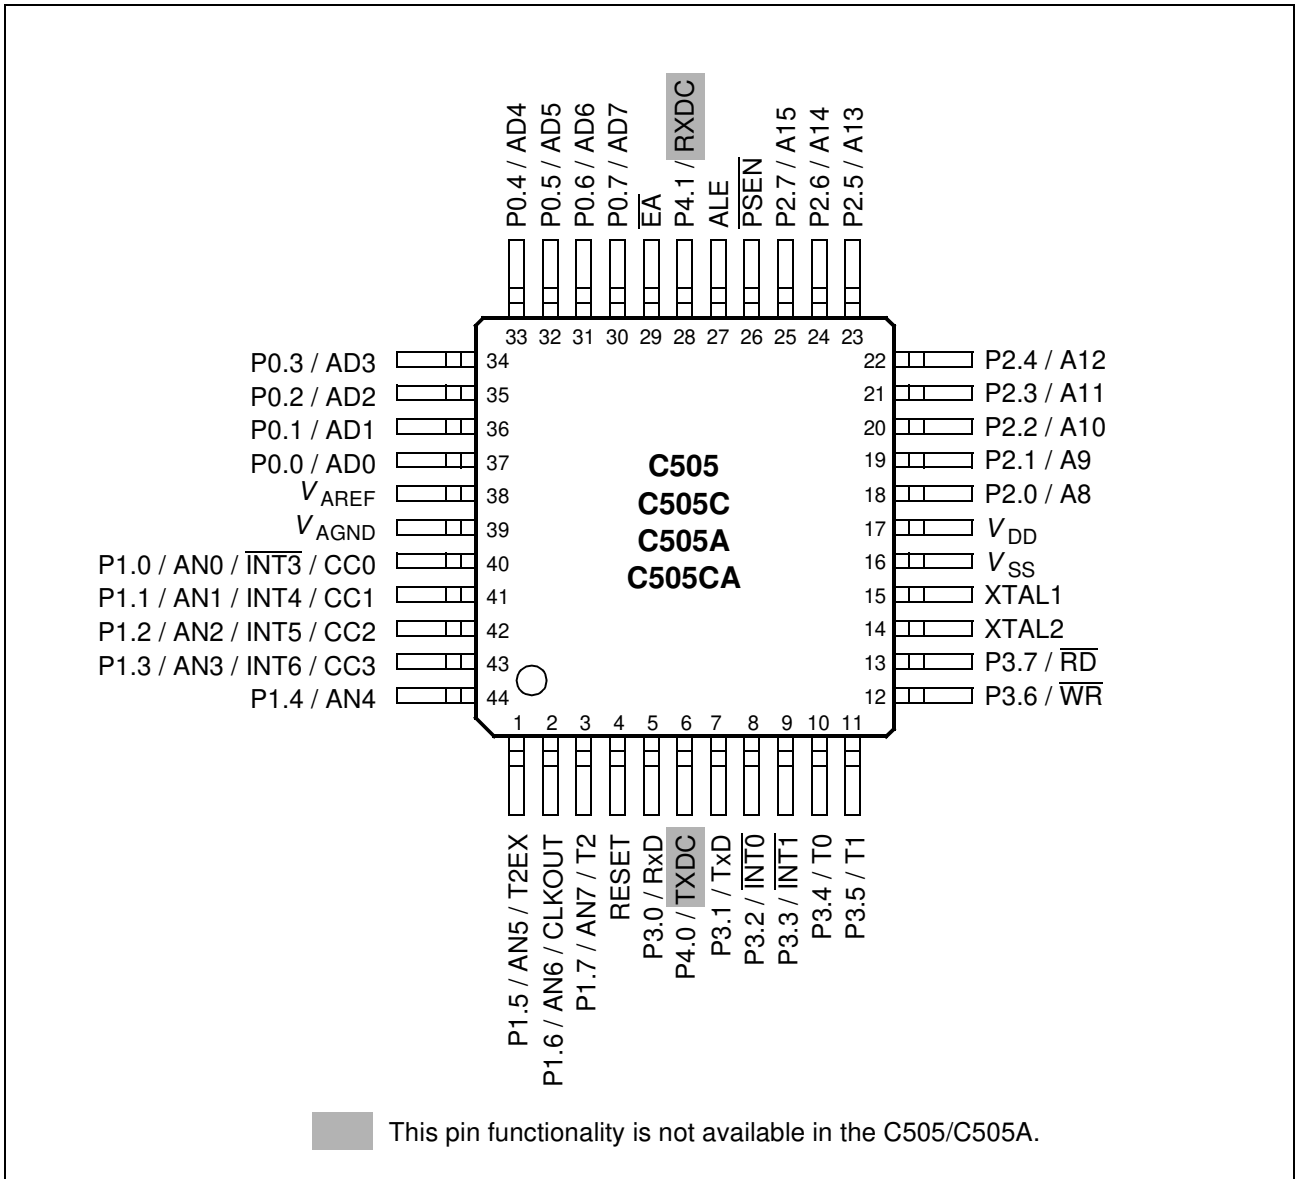 P0.4 / AD4
P0.5 / AD5
P0.6 / AD6
P0.7 / AD7
E̅A̅
P4.1 / RXDC
ALE
P̅S̅E̅N̅
P2.7 / A15
P2.6 / A14
P2.5 / A13
33 32 31 30 29 28 27 26 25 24 23
P0.3 / AD3 34
P0.2 / AD2 35
P0.1 / AD1 36
P0.0 / AD0 37
VAREF 38
VAGND 39
P1.0 / AN0 / I̅N̅T̅3̅ / CC0 40
P1.1 / AN1 / INT4 / CC1 41
P1.2 / AN2 / INT5 / CC2 42
P1.3 / AN3 / INT6 / CC3 43
P1.4 / AN4 44
C505
C505C
C505A
C505CA
22 P2.4 / A12
21 P2.3 / A11
20 P2.2 / A10
19 P2.1 / A9
18 P2.0 / A8
17 VDD
16 VSS
15 XTAL1
14 XTAL2
13 P3.7 / R̅D̅
12 P3.6 / W̅R̅
1 2 3 4 5 6 7 8 9 10 11
P1.5 / AN5 / T2EX
P1.6 / AN6 / CLKOUT
P1.7 / AN7 / T2
RESET
P3.0 / RxD
P4.0 / TXDC
P3.1 / TxD
P3.2 / I̅N̅T̅0̅
P3.3 / I̅N̅T̅1̅
P3.4 / T0
P3.5 / T1
This pin functionality is not available in the C505/C505A.